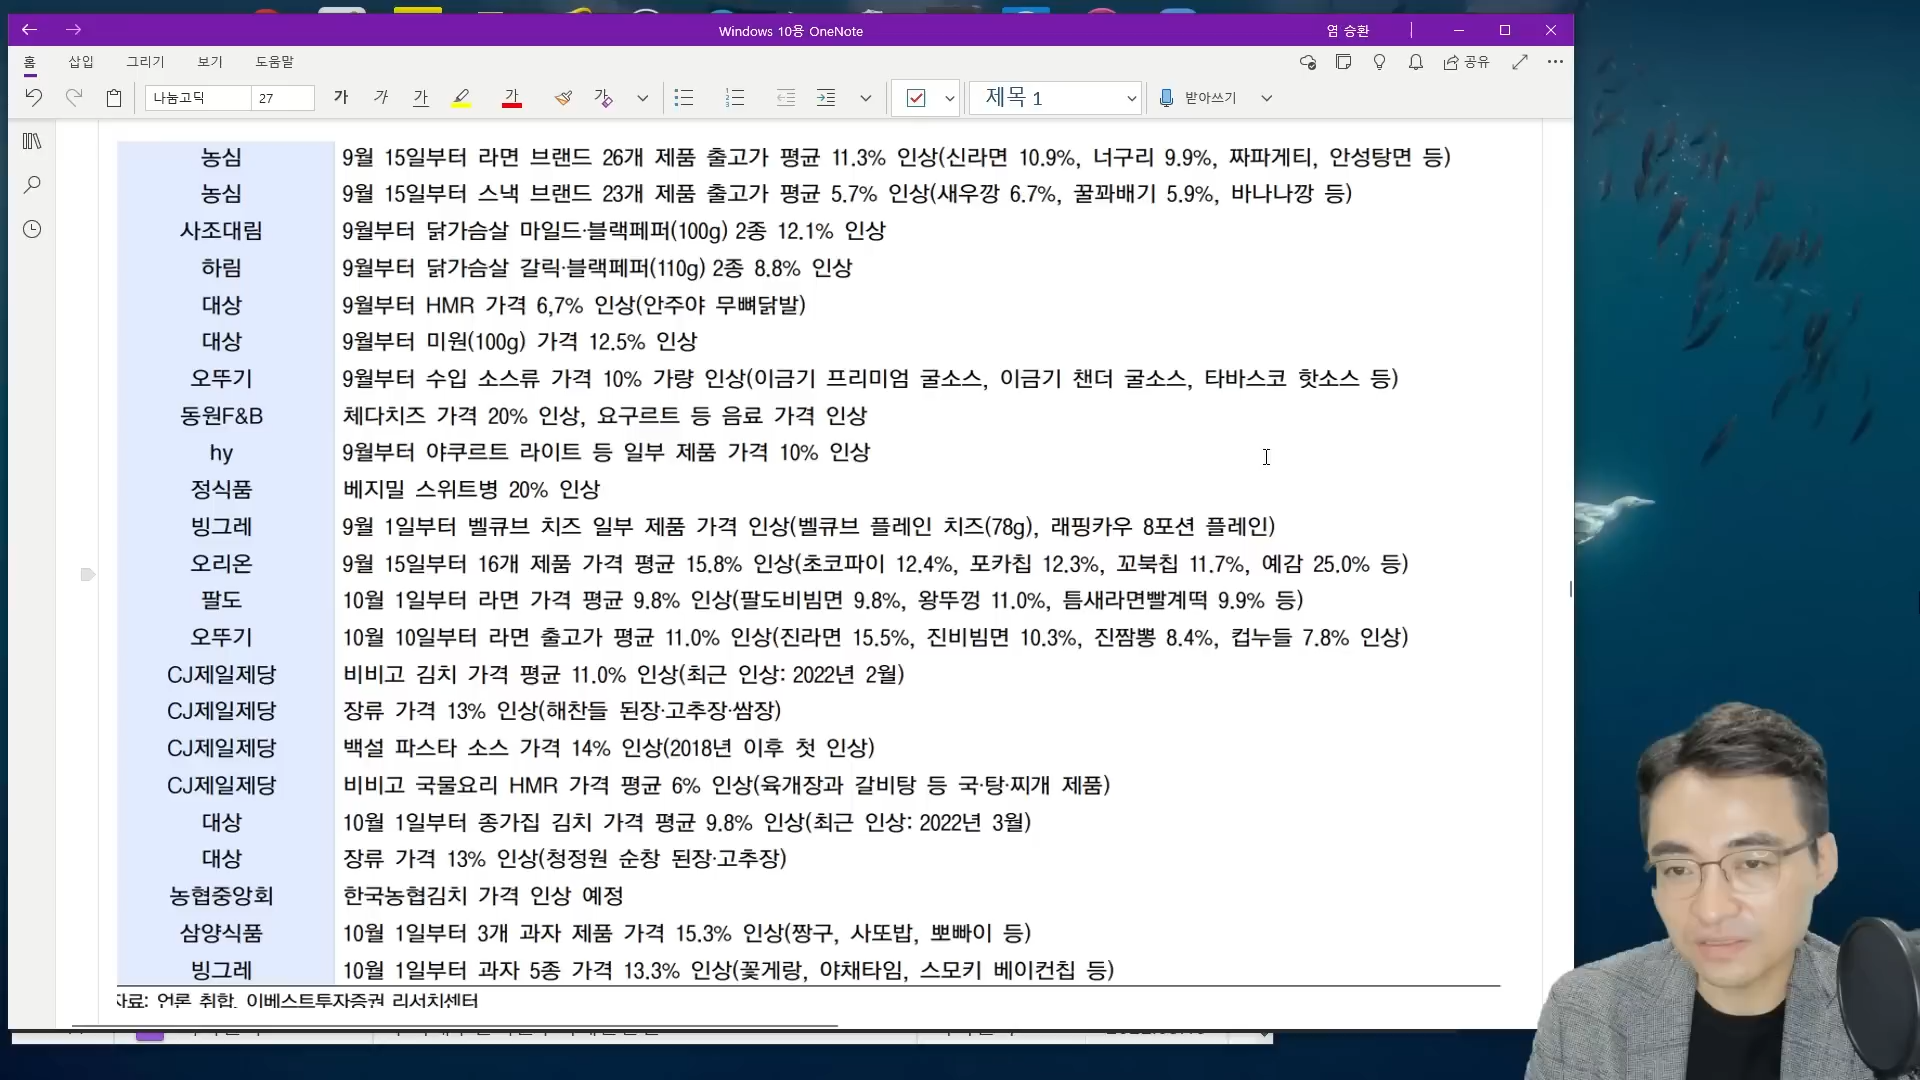 Windows 10용 OneNote
염 승환
홈 삽입 그리기 보기 도움말
공유
나눔고딕 27 가 가 가 가 가 제목 1 받아쓰기
농심 9월 15일부터 라면 브랜드 26개 제품 출고가 평균 11.3% 인상(신라면 10.9%, 너구리 9.9%, 짜파게티, 안성탕면 등)
농심 9월 15일부터 스낵 브랜드 23개 제품 출고가 평균 5.7% 인상(새우깡 6.7%, 꿀꽈배기 5.9%, 바나나깡 등)
사조대림 9월부터 닭가슴살 마일드·블랙페퍼(100g) 2종 12.1% 인상
하림 9월부터 닭가슴살 갈릭·블랙페퍼(110g) 2종 8.8% 인상
대상 9월부터 HMR 가격 6,7% 인상(안주야 무뼈닭발)
대상 9월부터 미원(100g) 가격 12.5% 인상
오뚜기 9월부터 수입 소스류 가격 10% 가량 인상(이금기 프리미엄 굴소스, 이금기 챈더 굴소스, 타바스코 핫소스 등)
동원F&B 체다치즈 가격 20% 인상, 요구르트 등 음료 가격 인상
hy 9월부터 야쿠르트 라이트 등 일부 제품 가격 10% 인상
정식품 베지밀 스위트병 20% 인상
빙그레 9월 1일부터 벨큐브 치즈 일부 제품 가격 인상(벨큐브 플레인 치즈(78g), 래핑카우 8포션 플레인)
오리온 9월 15일부터 16개 제품 가격 평균 15.8% 인상(초코파이 12.4%, 포카칩 12.3%, 꼬북칩 11.7%, 예감 25.0% 등)
팔도 10월 1일부터 라면 가격 평균 9.8% 인상(팔도비빔면 9.8%, 왕뚜껑 11.0%, 틈새라면빨계떡 9.9% 등)
오뚜기 10월 10일부터 라면 출고가 평균 11.0% 인상(진라면 15.5%, 진비빔면 10.3%, 진짬뽕 8.4%, 컵누들 7.8% 인상)
CJ제일제당 비비고 김치 가격 평균 11.0% 인상(최근 인상: 2022년 2월)
CJ제일제당 장류 가격 13% 인상(해찬들 된장·고추장·쌈장)
CJ제일제당 백설 파스타 소스 가격 14% 인상(2018년 이후 첫 인상)
CJ제일제당 비비고 국물요리 HMR 가격 평균 6% 인상(육개장과 갈비탕 등 국·탕·찌개 제품)
대상 10월 1일부터 종가집 김치 가격 평균 9.8% 인상(최근 인상: 2022년 3월)
대상 장류 가격 13% 인상(청정원 순창 된장·고추장)
농협중앙회 한국농협김치 가격 인상 예정
삼양식품 10월 1일부터 3개 과자 제품 가격 15.3% 인상(짱구, 사또밥, 뽀빠이 등)
빙그레 10월 1일부터 과자 5종 가격 13.3% 인상(꽃게랑, 야채타임, 스모키 베이컨칩 등)
자료: 언론 취합, 이베스트투자증권 리서치센터